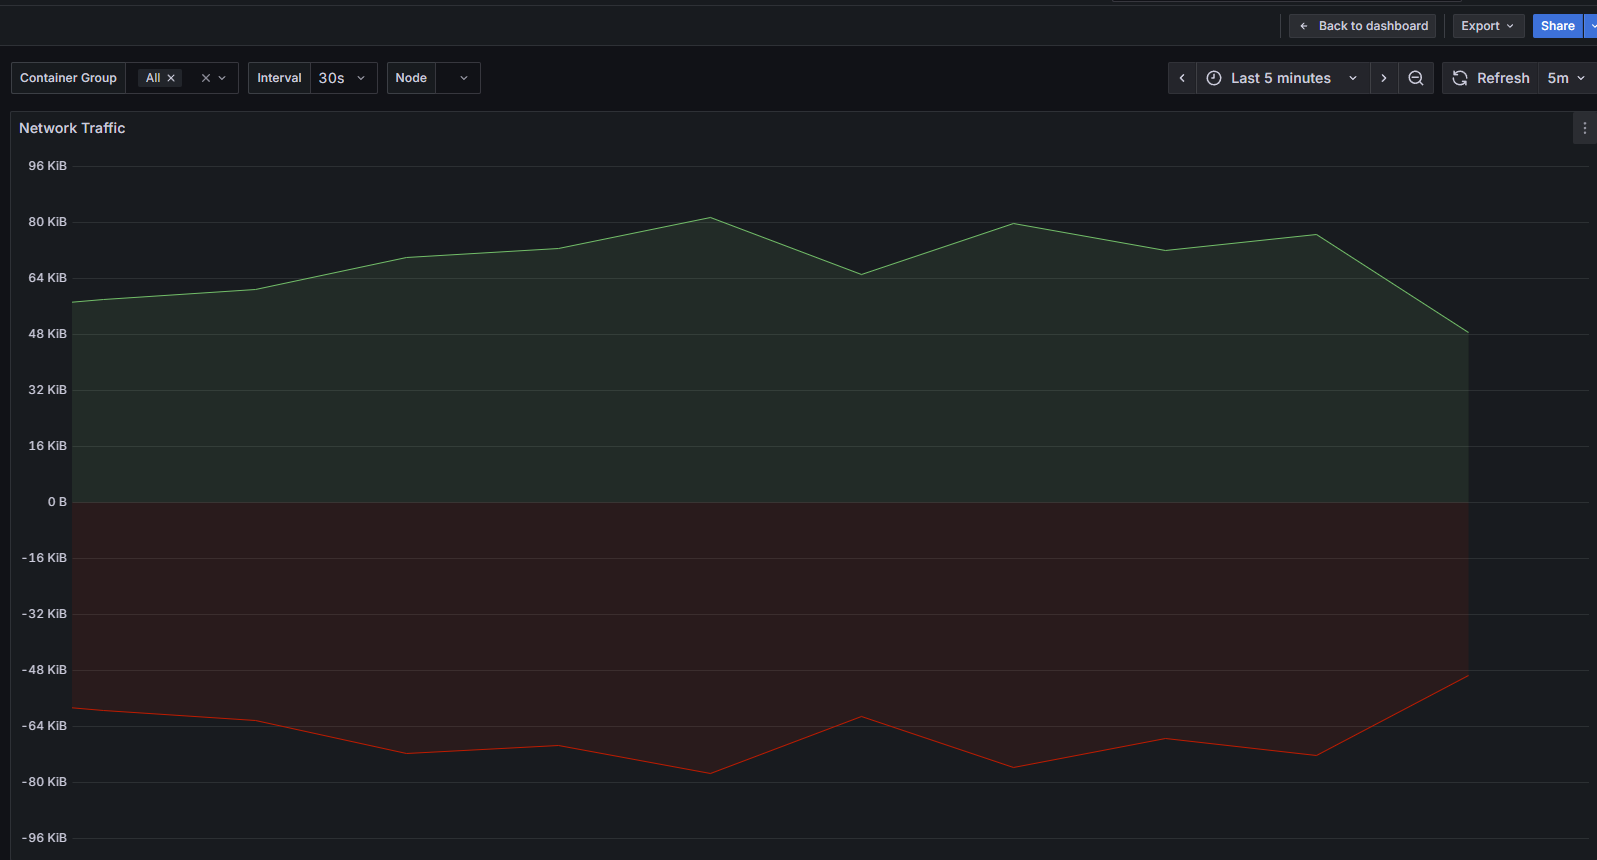 Back to dashboard Export Share
Container Group All Interval 30s Node Last 5 minutes Refresh 5m
Network Traffic
96 KiB
80 KiB
64 KiB
48 KiB
32 KiB
16 KiB
0 B
-16 KiB
-32 KiB
-48 KiB
-64 KiB
-80 KiB
-96 KiB